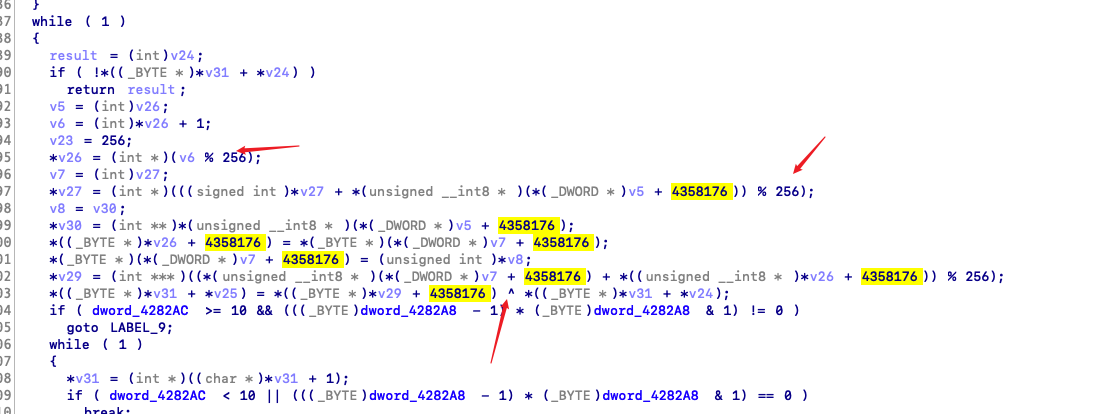 36 }
37 while ( 1 )
38 {
39 result = (int)v24;
90 if ( !*((_BYTE *)*v31 + *v24) )
91 return result;
92 v5 = (int)v26;
93 v6 = (int)*v26 + 1;
94 v23 = 256;
95 *v26 = (int *)(v6 % 256);
96 v7 = (int)v27;
97 *v27 = (int *)(((signed int)*v27 + *(unsigned __int8 *)(*(_DWORD *)v5 + 4358176)) % 256);
98 v8 = v30;
99 *v30 = (int **)*(unsigned __int8 *)(*(_DWORD *)v5 + 4358176);
00 *((_BYTE *)*v26 + 4358176) = *(_BYTE *)(*(_DWORD *)v7 + 4358176);
01 *(_BYTE *)(*(_DWORD *)v7 + 4358176) = (unsigned int)*v8;
02 *v29 = (int ***)((*(unsigned __int8 *)(*(_DWORD *)v7 + 4358176) + *((unsigned __int8 *)*v26 + 4358176)) % 256);
03 *((_BYTE *)*v31 + *v25) = *((_BYTE *)*v29 + 4358176) ^ *((_BYTE *)*v31 + *v24);
04 if ( dword_4282AC >= 10 && (((_BYTE)dword_4282A8 - 1) * (_BYTE)dword_4282A8 & 1) != 0 )
05 goto LABEL_9;
06 while ( 1 )
07 {
08 *v31 = (int *)((char *)*v31 + 1);
09 if ( dword_4282AC < 10 || (((_BYTE)dword_4282A8 - 1) * (_BYTE)dword_4282A8 & 1) == 0 )
10 break;